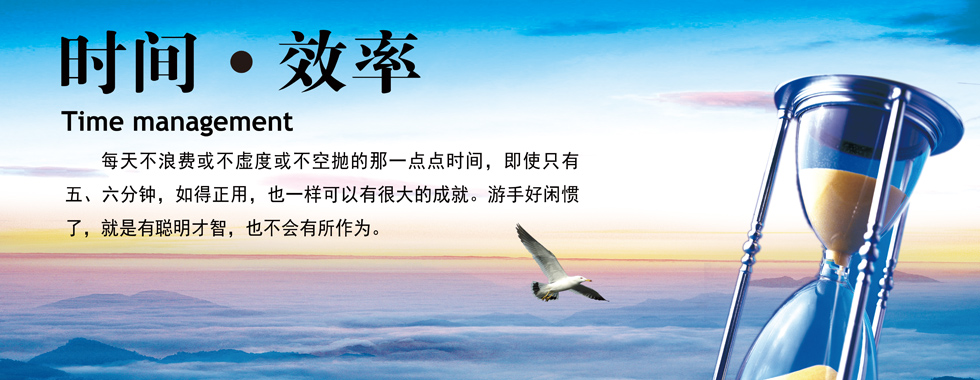 时间·效率
Time management
每天不浪费或不虚度或不空抛的那一点点时间，即使只有
五、六分钟，如得正用，也一样可以有很大的成就。游手好闲惯
了，就是有聪明才智，也不会有所作为。